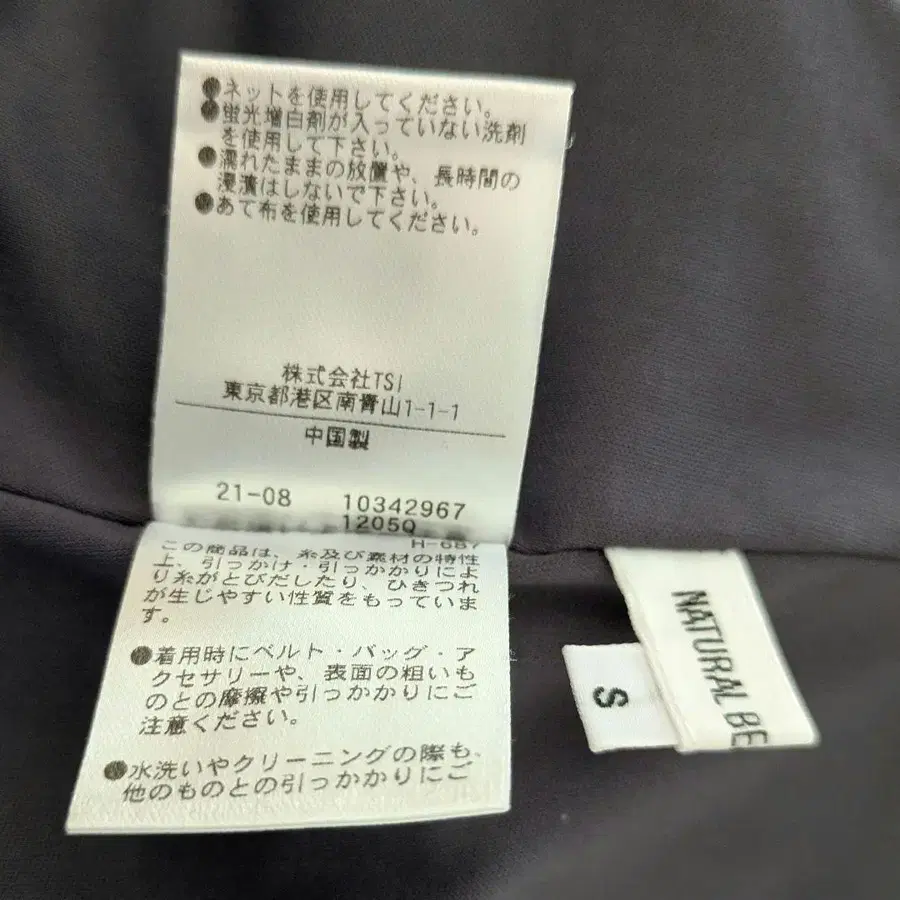 ●ネットを使用してください。
●蛍光増白剤が入っていない洗剤
を使用して下さい。
●濡れたままの放置や、長時間の
浸漬はしないで下さい。
●あて布を使用してください。
株式会社TSI
東京都港区南青山1-1-1
中国製
21-08 10342967
1205Q
H-687
この商品は、糸及び素材の特性
上、引っかけ・引っかかりによ
り糸がとびだしたり、ひきつれ
が生じやすい性質をもっていま
す。
●着用時にベルト・バッグ・ア
クセサリーや、表面の粗いも
のとの摩擦や引っかかりにご
注意ください。
●水洗いやクリーニングの際も、
他のものとの引っかかりにご
S
NATURAL BE